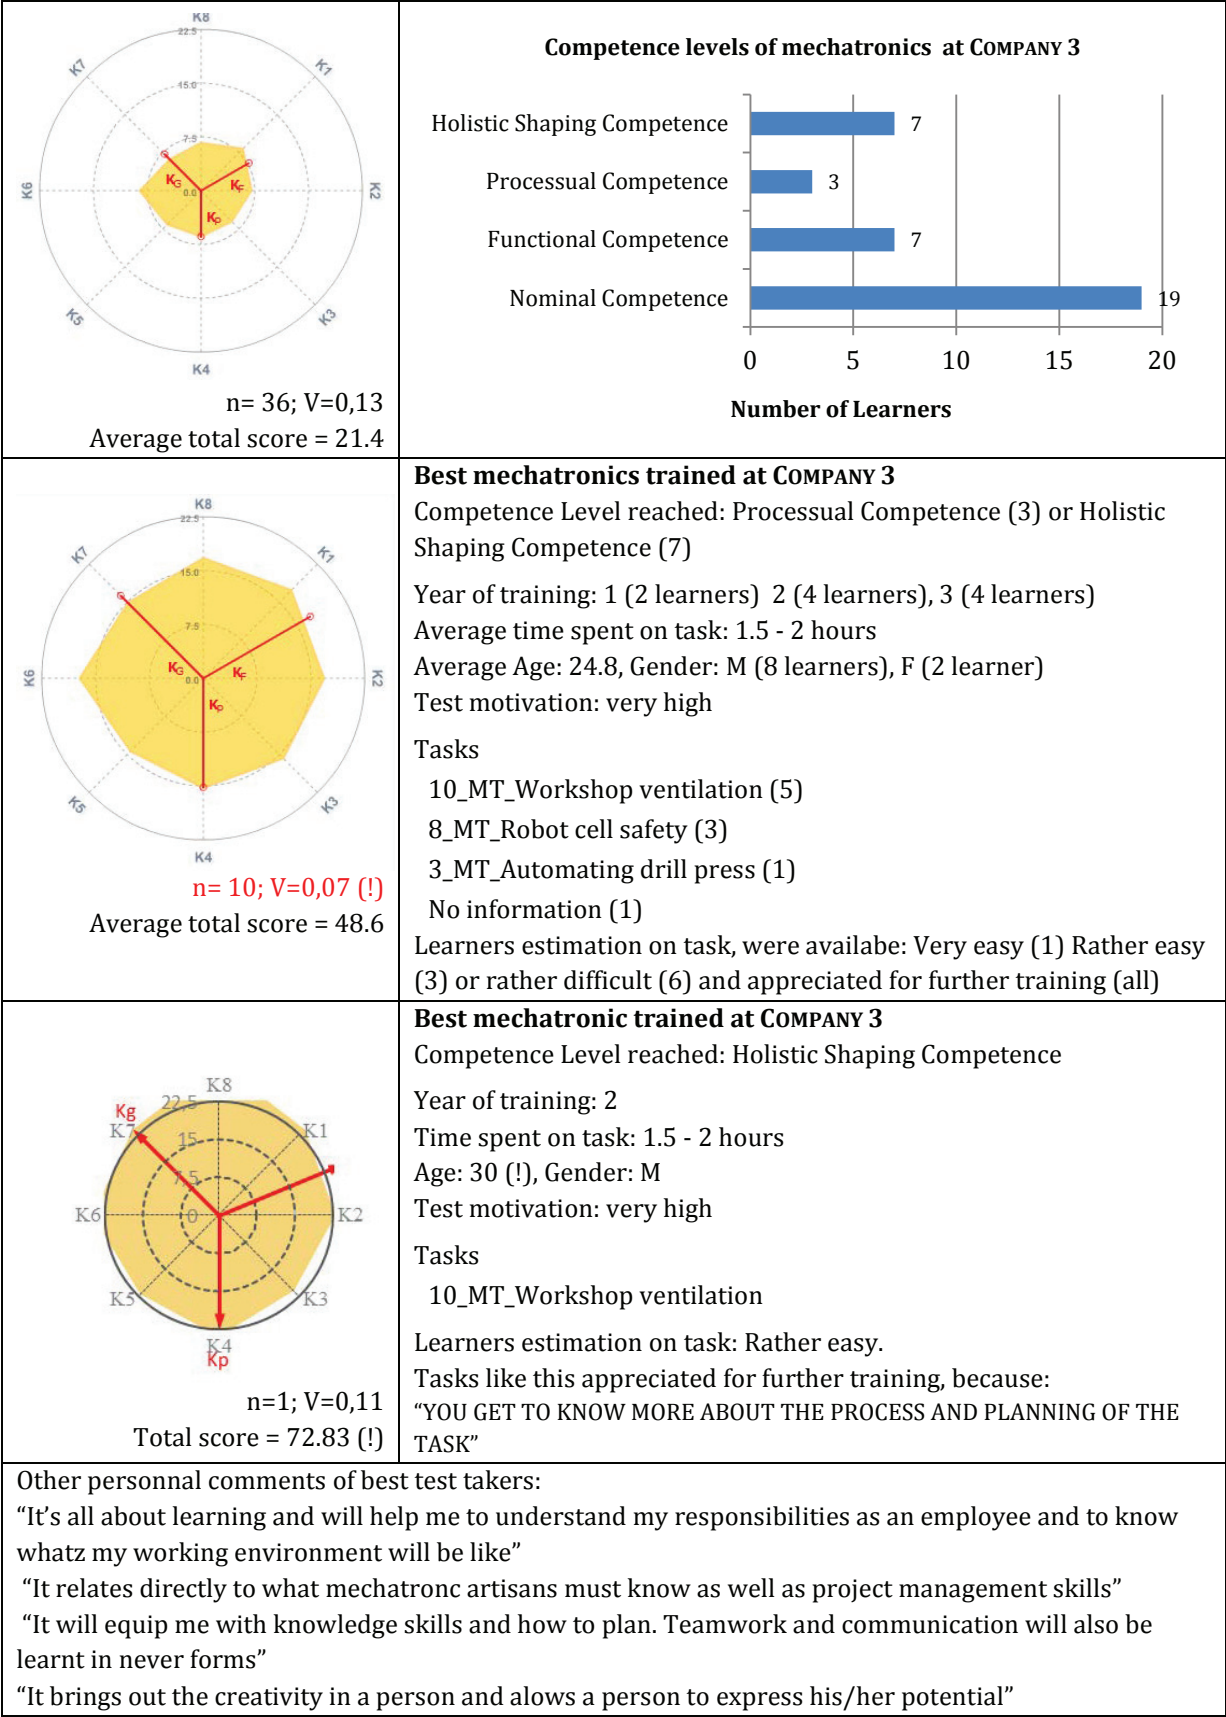 K8
22.5
K7
K1
15.0
7.5
KG
KF
K6
0.0
K2
KP
K5
K3
K4
n= 36; V=0,13
Average total score = 21.4
Competence levels of mechatronics at COMPANY 3
Holistic Shaping Competence 7
Processual Competence 3
Functional Competence 7
Nominal Competence 19
0 5 10 15 20
Number of Learners
K8
22.5
K7
K1
15.0
7.5
KG
KF
K6
0.0
K2
KP
K5
K3
K4
n= 10; V=0,07 (!)
Average total score = 48.6
Best mechatronics trained at COMPANY 3
Competence Level reached: Processual Competence (3) or Holistic
Shaping Competence (7)
Year of training: 1 (2 learners) 2 (4 learners), 3 (4 learners)
Average time spent on task: 1.5 - 2 hours
Average Age: 24.8, Gender: M (8 learners), F (2 learner)
Test motivation: very high
Tasks
10_MT_Workshop ventilation (5)
8_MT_Robot cell safety (3)
3_MT_Automating drill press (1)
No information (1)
Learners estimation on task, were availabe: Very easy (1) Rather easy
(3) or rather difficult (6) and appreciated for further training (all)
K8
22,5
Kg
K7
K1
15
7,5
K6
0
K2
K5
K3
K4
Kp
n=1; V=0,11
Total score = 72.83 (!)
Best mechatronic trained at COMPANY 3
Competence Level reached: Holistic Shaping Competence
Year of training: 2
Time spent on task: 1.5 - 2 hours
Age: 30 (!), Gender: M
Test motivation: very high
Tasks
10_MT_Workshop ventilation
Learners estimation on task: Rather easy.
Tasks like this appreciated for further training, because:
“YOU GET TO KNOW MORE ABOUT THE PROCESS AND PLANNING OF THE
TASK”
Other personnal comments of best test takers:
“It’s all about learning and will help me to understand my responsibilities as an employee and to know
whatz my working environment will be like”
“It relates directly to what mechatronc artisans must know as well as project management skills”
“It will equip me with knowledge skills and how to plan. Teamwork and communication will also be
learnt in never forms”
“It brings out the creativity in a person and alows a person to express his/her potential”